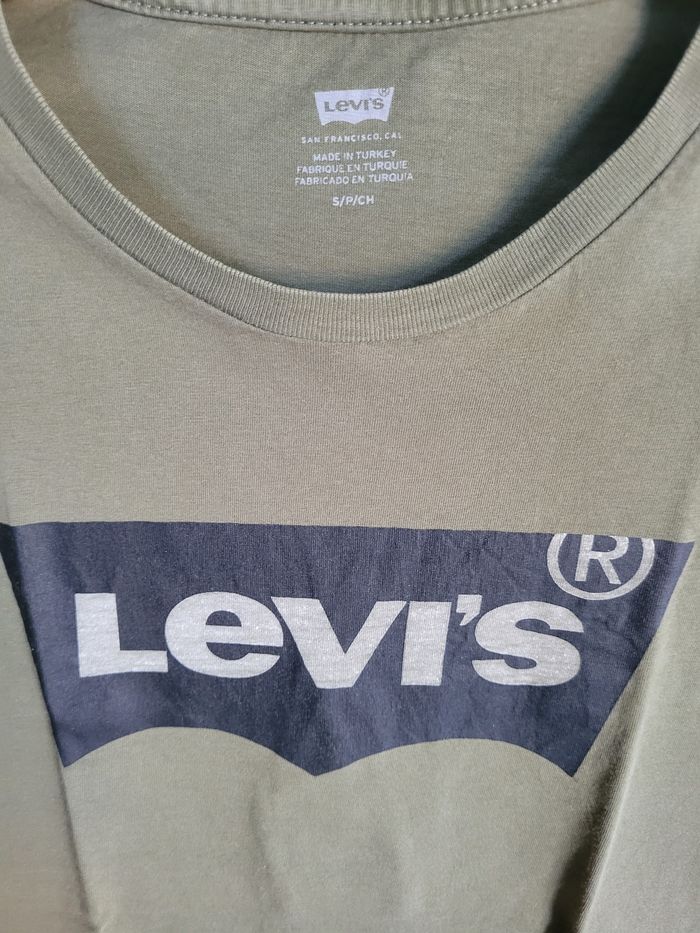 Levi's®
SAN FRANCISCO, CAL
MADE IN TURKEY
FABRIQUE EN TURQUIE
FABRICADO EN TURQUIA
S/P/CH
Levi's®